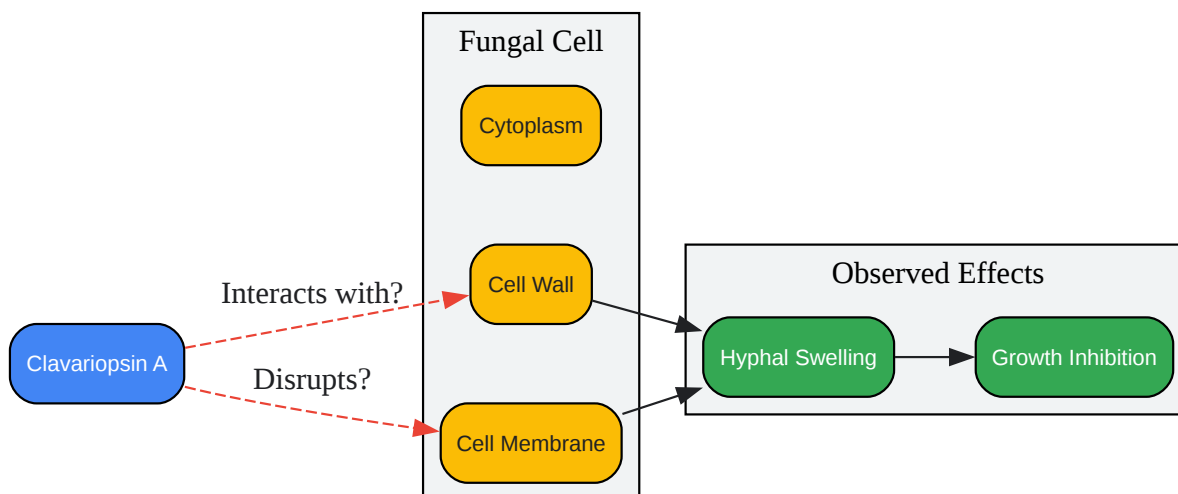 Fungal Cell
Cytoplasm
Cell Wall
Cell Membrane
Interacts with?
Disrupts?
Clavariopsin A
Observed Effects
Hyphal Swelling
Growth Inhibition